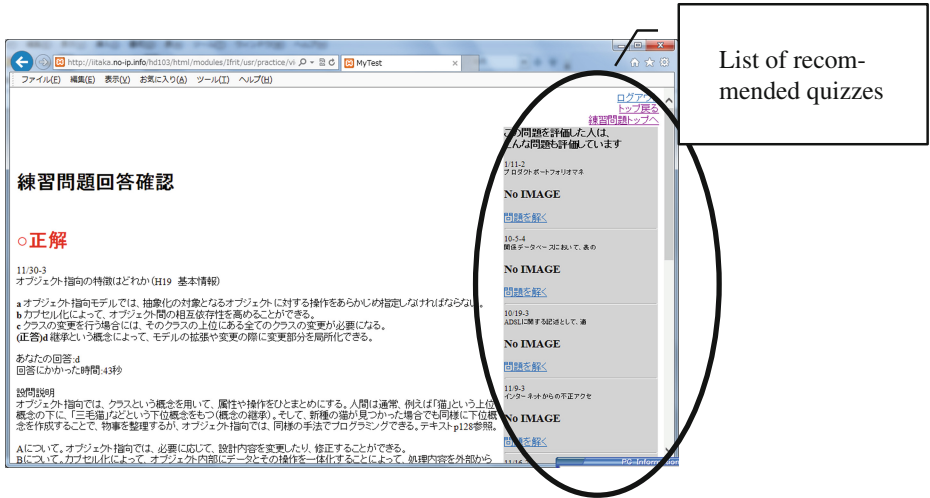 List of recom-
mended quizzes
http://iitaka.no-ip.info/hd103/html/modules/Ifrit/usr/practice/vi
MyTest
ファイル(F) 編集(E) 表示(V) お気に入り(A) ツール(T) ヘルプ(H)
ログアウ
トップ戻る
練習問題トップへ
練習問題回答確認
○正解
11/30-3
オブジェクト指向の特徴はどれか(H19 基本情報)
a オブジェクト指向モデルでは、抽象化の対象となるオブジェクトに対する操作をあらかじめ指定しなければならない。
b カプセル化によって、オブジェクト間の相互依存性を高めることができる。
c クラスの変更を行う場合には、そのクラスの上位にある全てのクラスの変更が必要になる。
(正答)d 継承という概念によって、モデルの拡張や変更の際に変更部分を局所化できる。
あなたの回答:d
回答にかかった時間:43秒
設問説明
オブジェクト指向では、クラスという概念を用いて、属性や操作をひとまとめにする。人間は通常、例えば「猫」という上位
概念の下に、「三毛猫」などという下位概念をもつ(概念の継承)。そして、新種の猫が見つかった場合でも同様に下位概
念を作成することで、物事を整理するが、オブジェクト指向では、同様の手法でプログラミングできる。テキストp128参照。
Aについて。オブジェクト指向では、必要に応じて、設計内容を変更したり、修正することができる。
Bについて。カプセル化によって、オブジェクト内部にデータとその操作を一体化することによって、処理内容を外部から
この問題を評価した人は、
こんな問題も評価しています
1/11-2
プロダクトポートフォリオマネ
No IMAGE
問題を解く
10-5-4
関係データベースにおいて、表の
No IMAGE
問題を解く
10/19-3
ADSLに関する記述として、適
No IMAGE
問題を解く
11/9-3
インターネットからの不正アクセ
No IMAGE
問題を解く
PC-Information